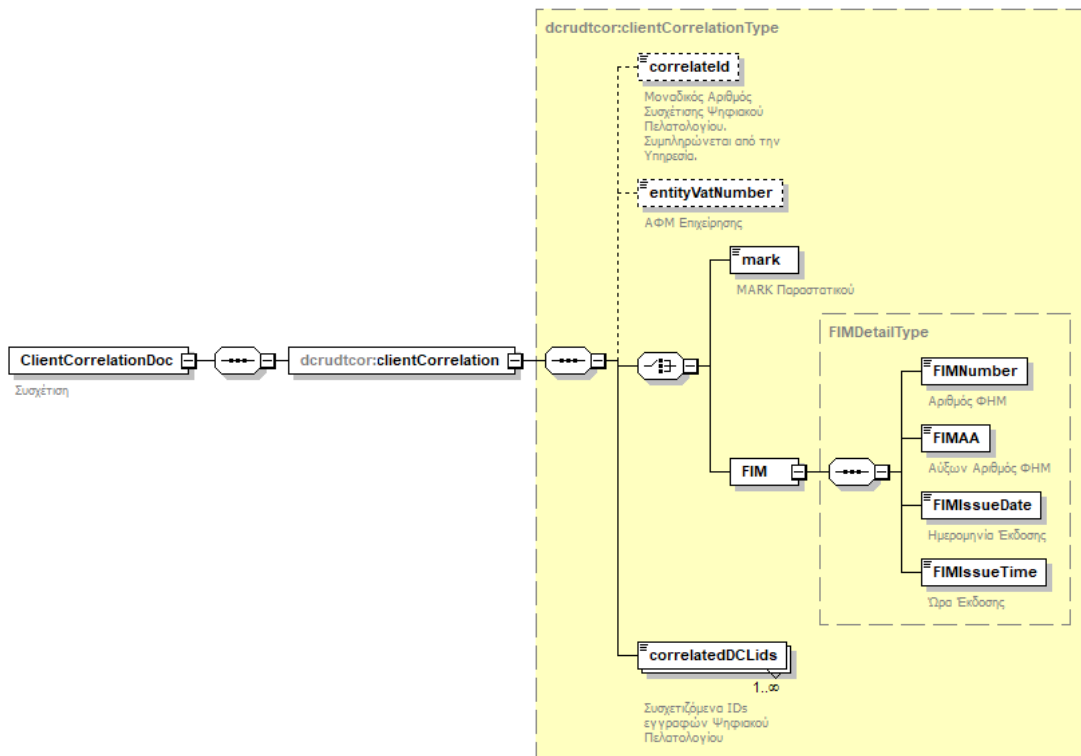 dcrudtcor:clientCorrelationType
correlateId
Μοναδικός Αριθμός
Συσχέτισης Ψηφιακού
Πελατολογίου.
Συμπληρώνεται από την
Υπηρεσία.
entityVatNumber
ΑΦΜ Επιχείρησης
mark
MARK Παραστατικού
FIMDetailType
ClientCorrelationDoc
Συσχέτιση
dcrudtcor:clientCorrelation
FIMNumber
Αριθμός ΦΗΜ
FIMAA
Αύξων Αριθμός ΦΗΜ
FIM
FIMIssueDate
Ημερομηνία Έκδοσης
FIMIssueTime
Ώρα Έκδοσης
correlatedDCLids
1..∞
Συσχετιζόμενα IDs
εγγραφών Ψηφιακού
Πελατολογίου